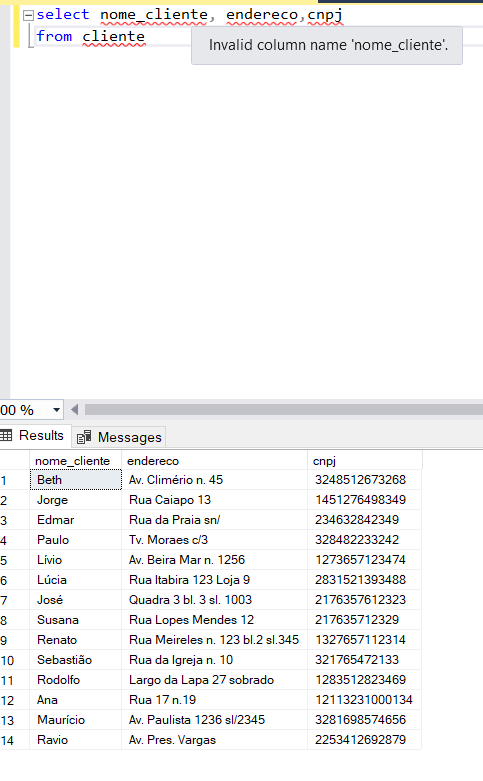 select nome_cliente, endereco,cnpj
from cliente
Invalid column name 'nome_cliente'.
00 %
Results Messages
nome_cliente endereco cnpj
1 Beth Av. Climério n. 45 3248512673268
2 Jorge Rua Caiapo 13 1451276498349
3 Edmar Rua da Praia sn/ 234632842349
4 Paulo Tv. Moraes c/3 328482233242
5 Lívio Av. Beira Mar n. 1256 1273657123474
6 Lúcia Rua Itabira 123 Loja 9 2831521393488
7 José Quadra 3 bl. 3 sl. 1003 2176357612323
8 Susana Rua Lopes Mendes 12 217635712329
9 Renato Rua Meireles n. 123 bl.2 sl.345 1327657112314
10 Sebastião Rua da Igreja n. 10 321765472133
11 Rodolfo Largo da Lapa 27 sobrado 1283512823469
12 Ana Rua 17 n.19 12113231000134
13 Maurício Av. Paulista 1236 sl/2345 3281698574656
14 Ravio Av. Pres. Vargas 2253412692879